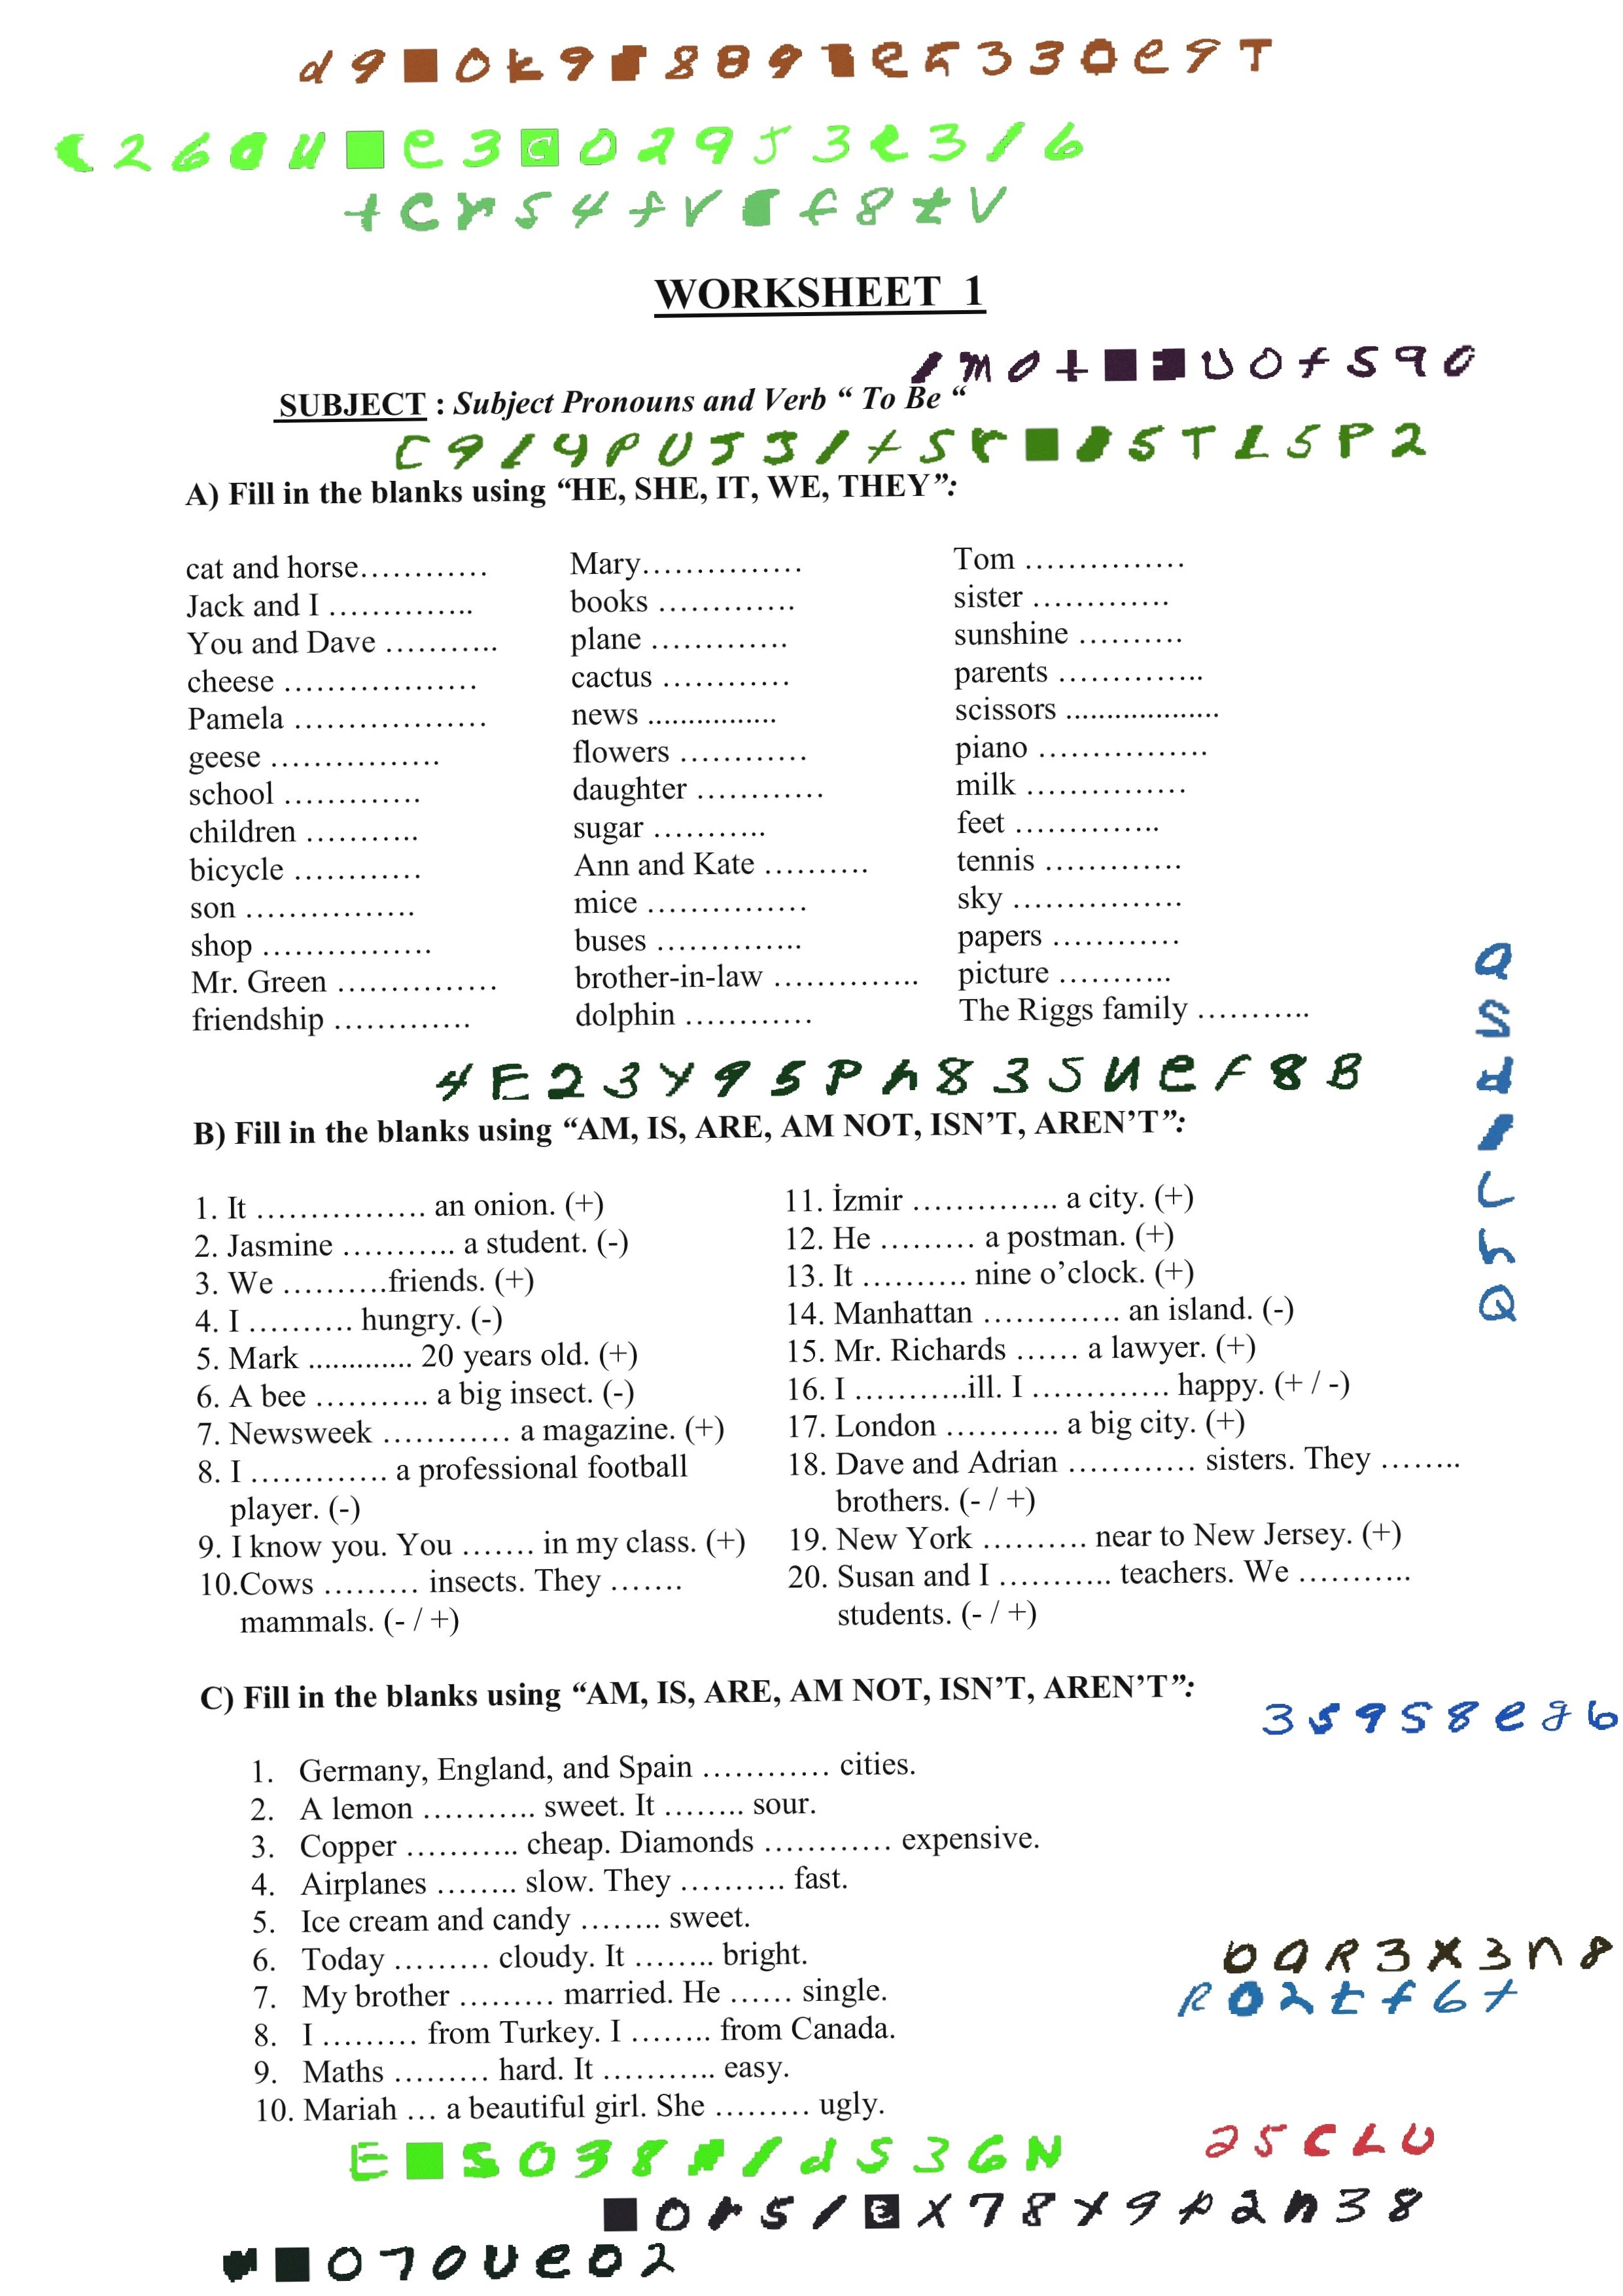 WORKSHEET 1
SUBJECT : Subject Pronouns and Verb “ To Be “
A) Fill in the blanks using “HE, SHE, IT, WE, THEY”:
cat and horse………… Mary…………… Tom ……………
Jack and I ………….. books …………. sister ………….
You and Dave ……….. plane …………. sunshine ……….
cheese ……………… cactus ………… parents …………..
Pamela ……………… news ................ scissors ...................
geese ……………. flowers ………… piano …………….
school …………. daughter ………… milk ……………
children ……….. sugar ……….. feet …………..
bicycle ………… Ann and Kate ………. tennis ………….
son ……………. mice …………… sky …………….
shop ……………. buses ………….. papers …………
Mr. Green …………… brother-in-law ………….. picture ………..
friendship …………. dolphin ………… The Riggs family ………..
4E23Y95Ph835UeF8B
B) Fill in the blanks using “AM, IS, ARE, AM NOT, ISN’T, AREN’T”:
1. It ……………. an onion. (+)
2. Jasmine ……….. a student. (-)
3. We ……….friends. (+)
4. I ………. hungry. (-)
5. Mark ............. 20 years old. (+)
6. A bee ……….. a big insect. (-)
7. Newsweek ………… a magazine. (+)
8. I …………. a professional football
player. (-)
9. I know you. You ……. in my class. (+)
10.Cows ……… insects. They …….
mammals. (- / +)
11. İzmir ………….. a city. (+)
12. He ……… a postman. (+)
13. It ………. nine o’clock. (+)
14. Manhattan …………. an island. (-)
15. Mr. Richards …… a lawyer. (+)
16. I ………..ill. I …………. happy. (+ / -)
17. London ……….. a big city. (+)
18. Dave and Adrian ………… sisters. They ……..
brothers. (- / +)
19. New York ………. near to New Jersey. (+)
20. Susan and I ……….. teachers. We ………..
students. (- / +)
C) Fill in the blanks using “AM, IS, ARE, AM NOT, ISN’T, AREN’T”:
35958eg6
1. Germany, England, and Spain ………… cities.
2. A lemon ……….. sweet. It …….. sour.
3. Copper ……….. cheap. Diamonds ………… expensive.
4. Airplanes …….. slow. They ………. fast.
5. Ice cream and candy …….. sweet.
6. Today ……… cloudy. It …….. bright.
7. My brother ……… married. He …… single.
8. I ……… from Turkey. I …….. from Canada.
9. Maths ……… hard. It ……….. easy.
10. Mariah … a beautiful girl. She ……… ugly.
25CLU